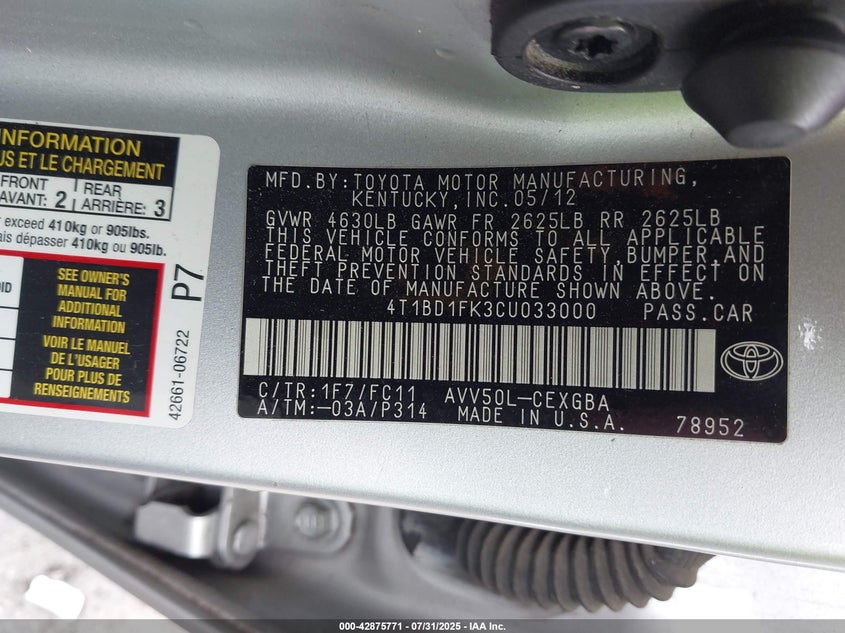 INFORMATION
US ET LE CHARGEMENT
FRONT
AVANT: 2
REAR
ARRIÈRE: 3
exceed 410kg or 905lbs.
ais dépasser 410kg ou 905lb.
SEE OWNER'S
MANUAL FOR
ADDITIONAL
INFORMATION
VOIR LE MANUEL
DE L'USAGER
POUR PLUS DE
RENSEIGNEMENTS
P7
42661-06722
MFD.BY:TOYOTA MOTOR MANUFACTURING,
KENTUCKY,INC.05/12
GVWR 4630LB GAWR FR 2625LB RR 2625LB
THIS VEHICLE CONFORMS TO ALL APPLICABLE
FEDERAL MOTOR VEHICLE SAFETY,BUMPER,AND
THEFT PREVENTION STANDARDS IN EFFECT ON
THE DATE OF MANUFACTURE SHOWN ABOVE.
4T1BD1FK3CU033000 PASS.CAR
C/TR:1F7/FC11 AVV50L-CEXGBA
A/TM:-03A/P314 MADE IN U.S.A.
78952
TOYOTA
000-42875771 | 07/31/2025 | IAA Inc.